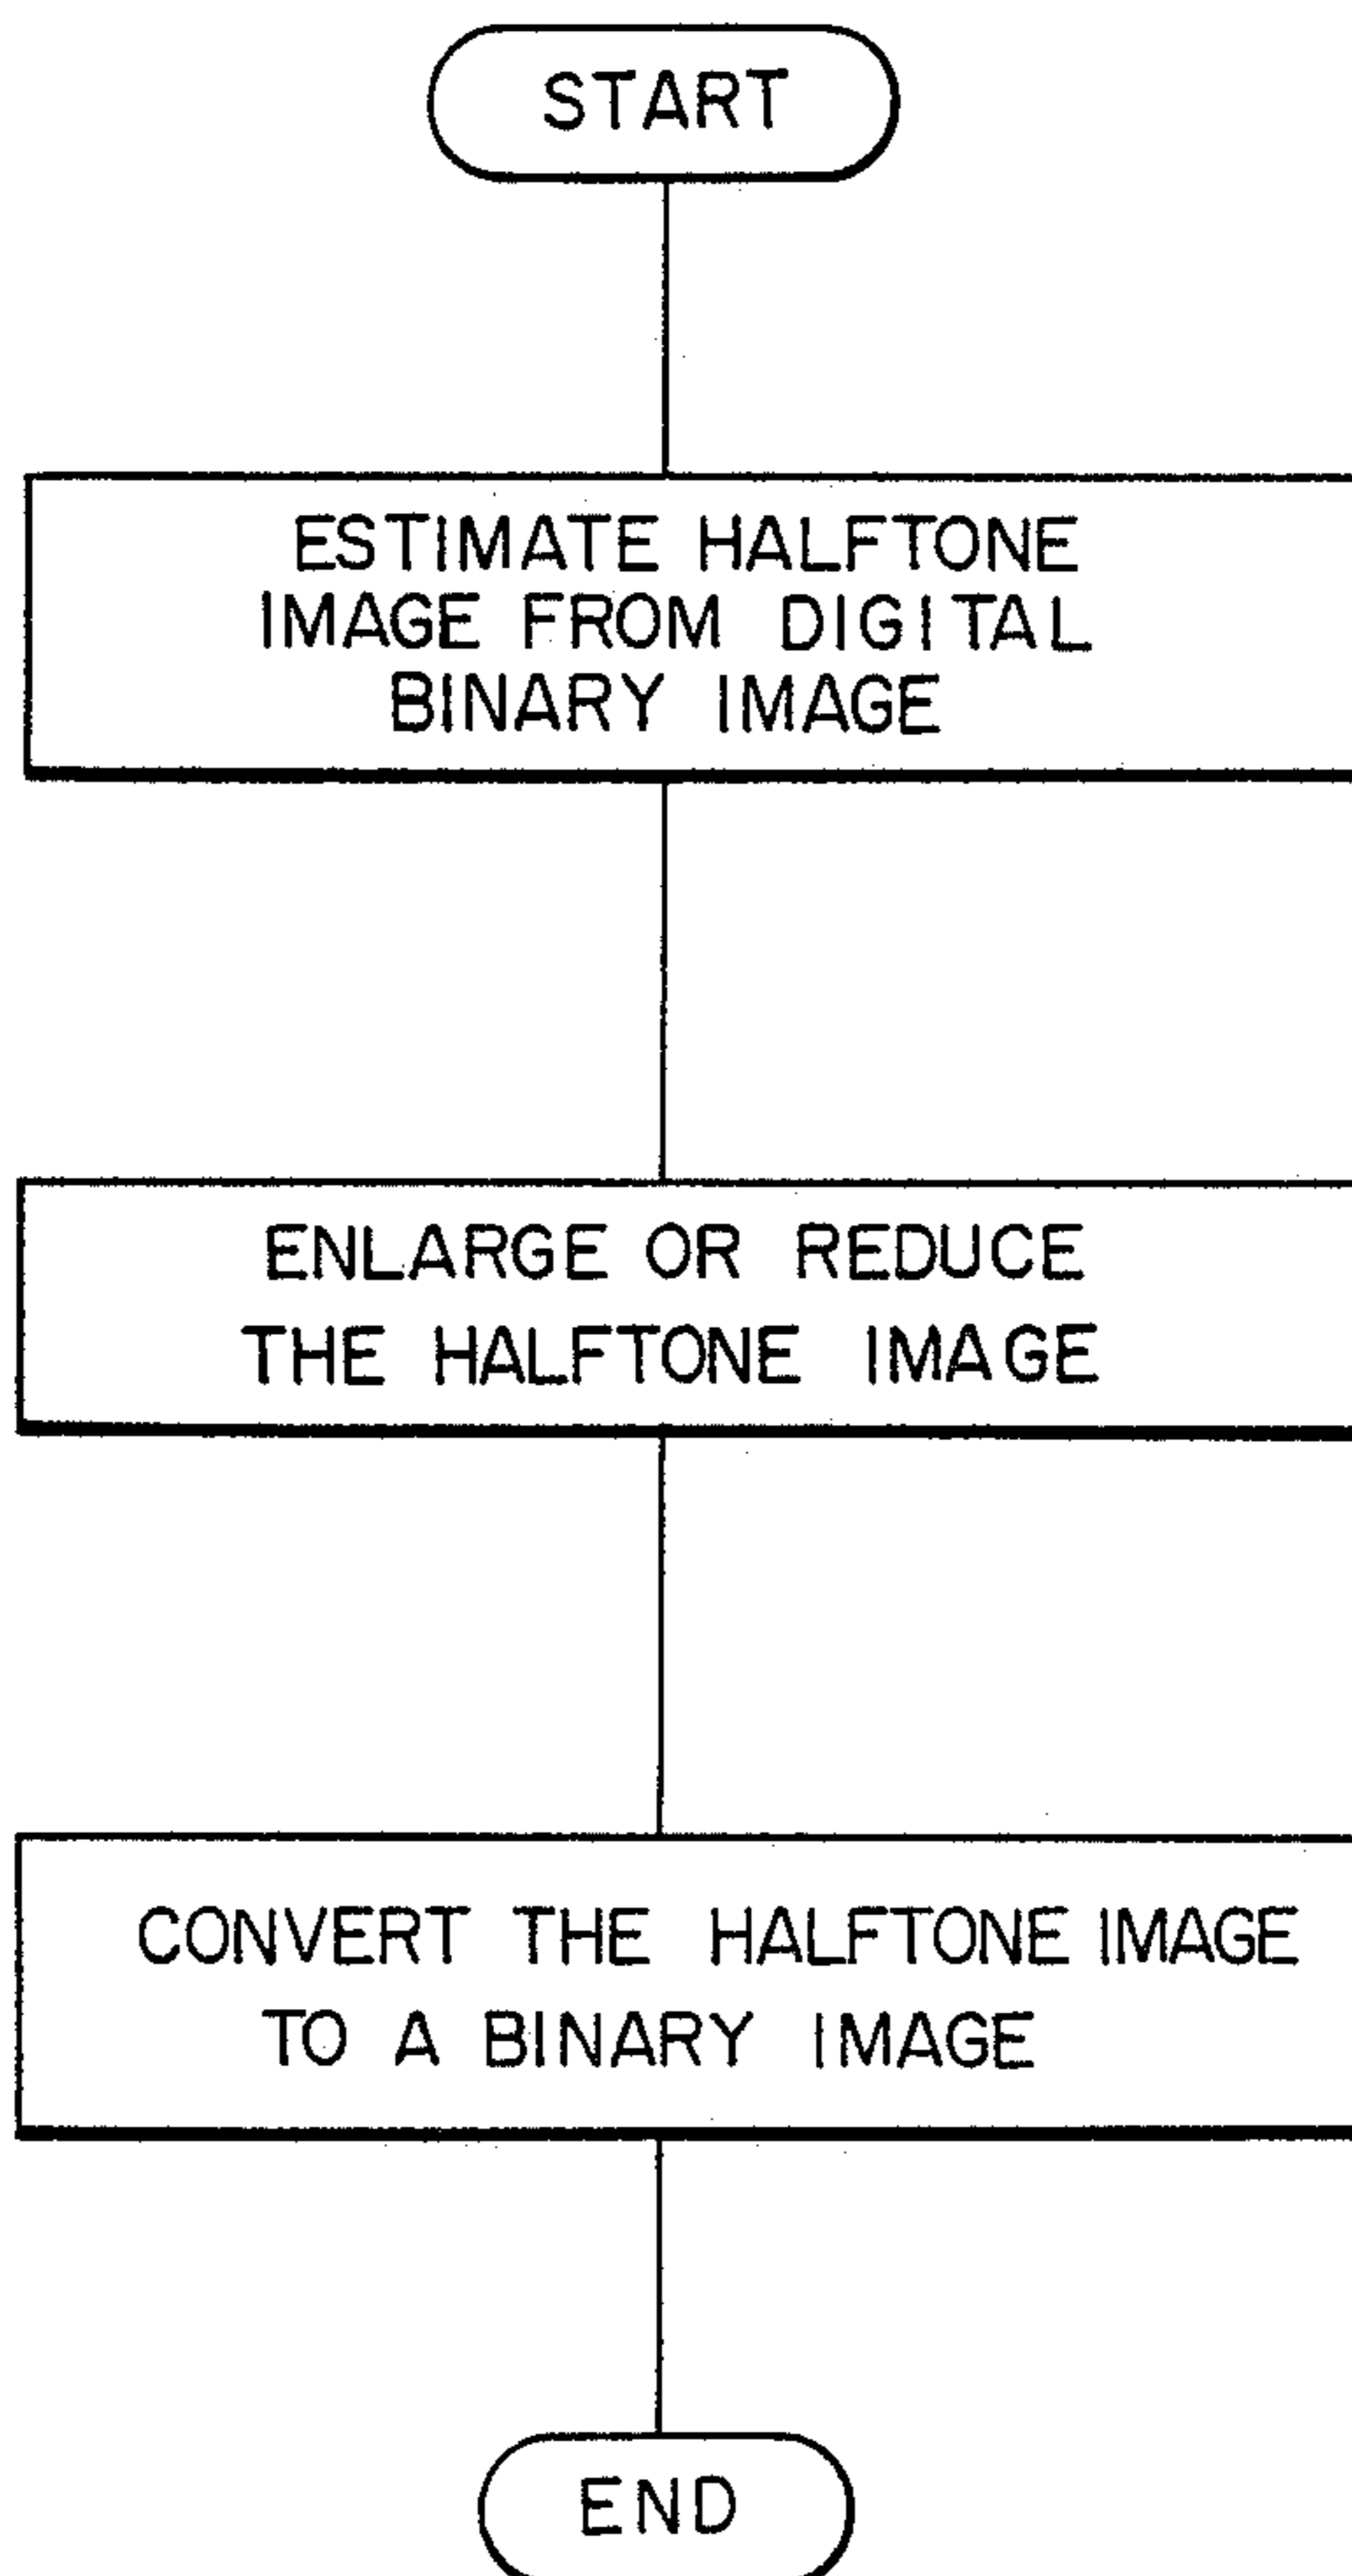 START
ESTIMATE HALFTONE
IMAGE FROM DIGITAL
BINARY IMAGE
ENLARGE OR REDUCE
THE HALFTONE IMAGE
CONVERT THE HALFTONE IMAGE
TO A BINARY IMAGE
END